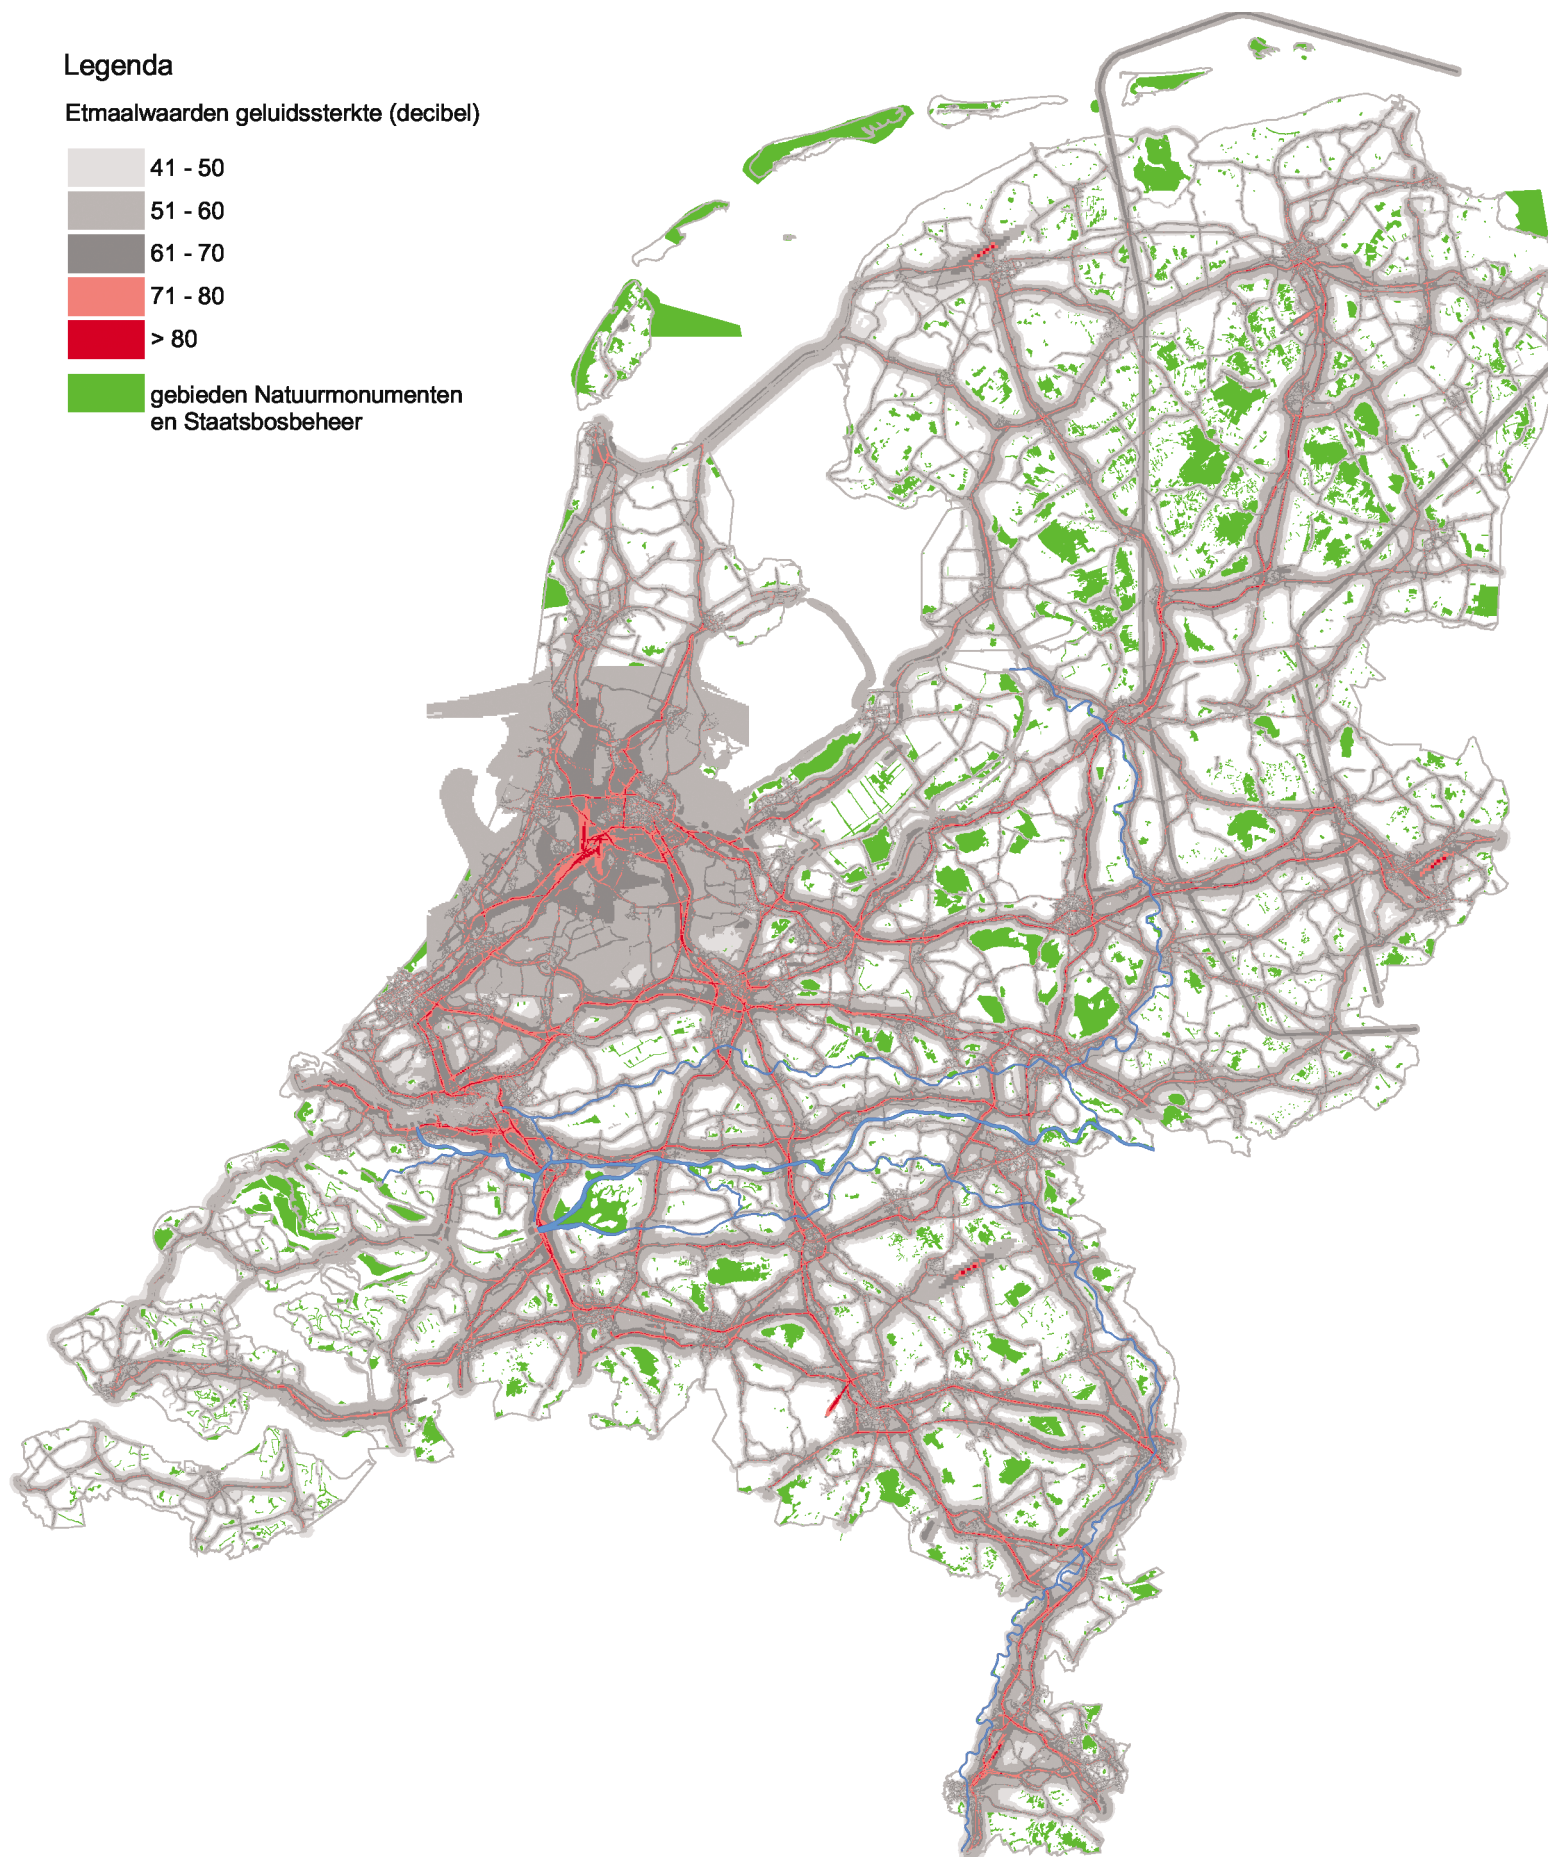 Legenda
Etmaalwaarden geluidssterkte (decibel)
41 - 50
51 - 60
61 - 70
71 - 80
> 80
gebieden Natuurmonumenten
en Staatsbosbeheer